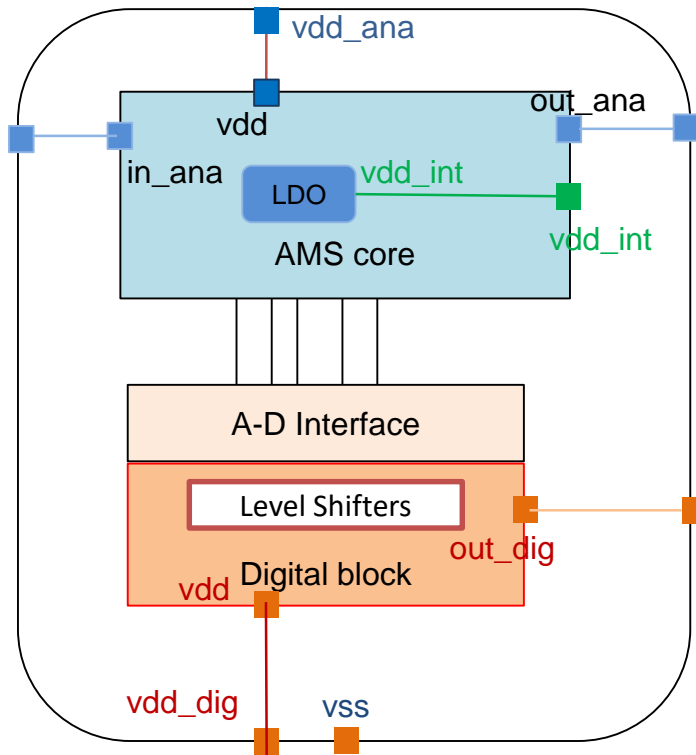 vdd_ana
vdd
out_ana
in_ana
vdd_int
LDO
vdd_int
AMS core
A-D Interface
Level Shifters
out_dig
Digital block
vdd
vdd_dig
vss